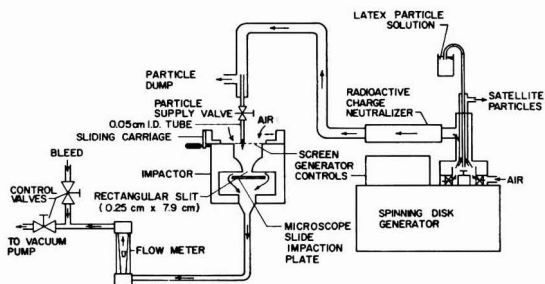 LATEX PARTICLE
SOLUTION
PARTICLE
DUMP
PARTICLE
SUPPLY VALVE
0.05cm I.D. TUBE
SLIDING CARRIAGE
AIR
RADIOACTIVE
CHARGE
NEUTRALIZER
SATELLITE
PARTICLES
BLEED
IMPACTOR
SCREEN
GENERATOR
CONTROLS
CONTROL
VALVES
RECTANGULAR SLIT
(0.25 cm x 7.9 cm)
AIR
TO VACUUM
PUMP
FLOW METER
MICROSCOPE
SLIDE
IMPACTION
PLATE
SPINNING DISK
GENERATOR